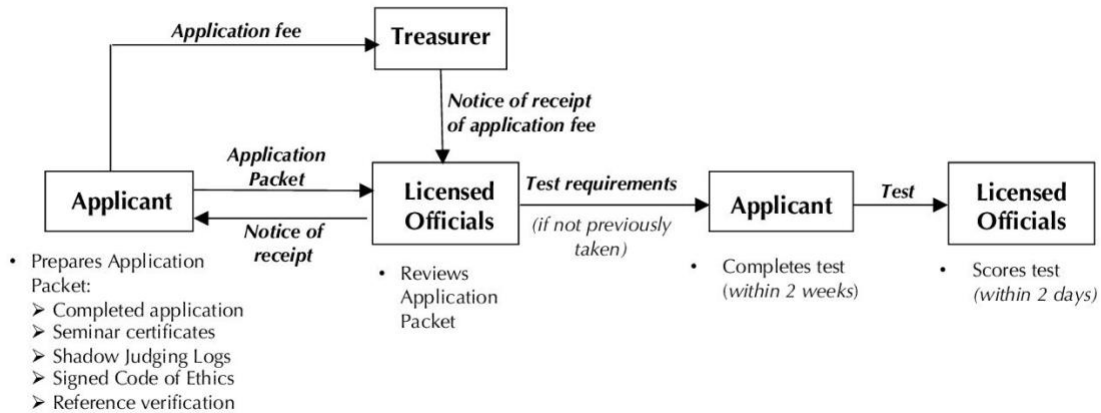 Application fee
Treasurer
Notice of receipt
of application fee
Application
Packet
Applicant
Notice of
receipt
Licensed
Officials
Test requirements
(if not previously
taken)
Applicant
Test
Licensed
Officials
• Prepares Application
Packet:
➢ Completed application
➢ Seminar certificates
➢ Shadow Judging Logs
➢ Signed Code of Ethics
➢ Reference verification
• Reviews
Application
Packet
• Completes test
(within 2 weeks)
• Scores test
(within 2 days)